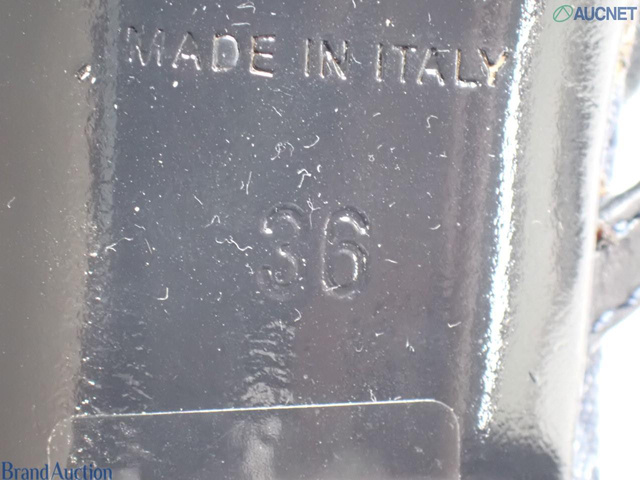 AUCNET
MADE IN ITALY
36
Brand Auction